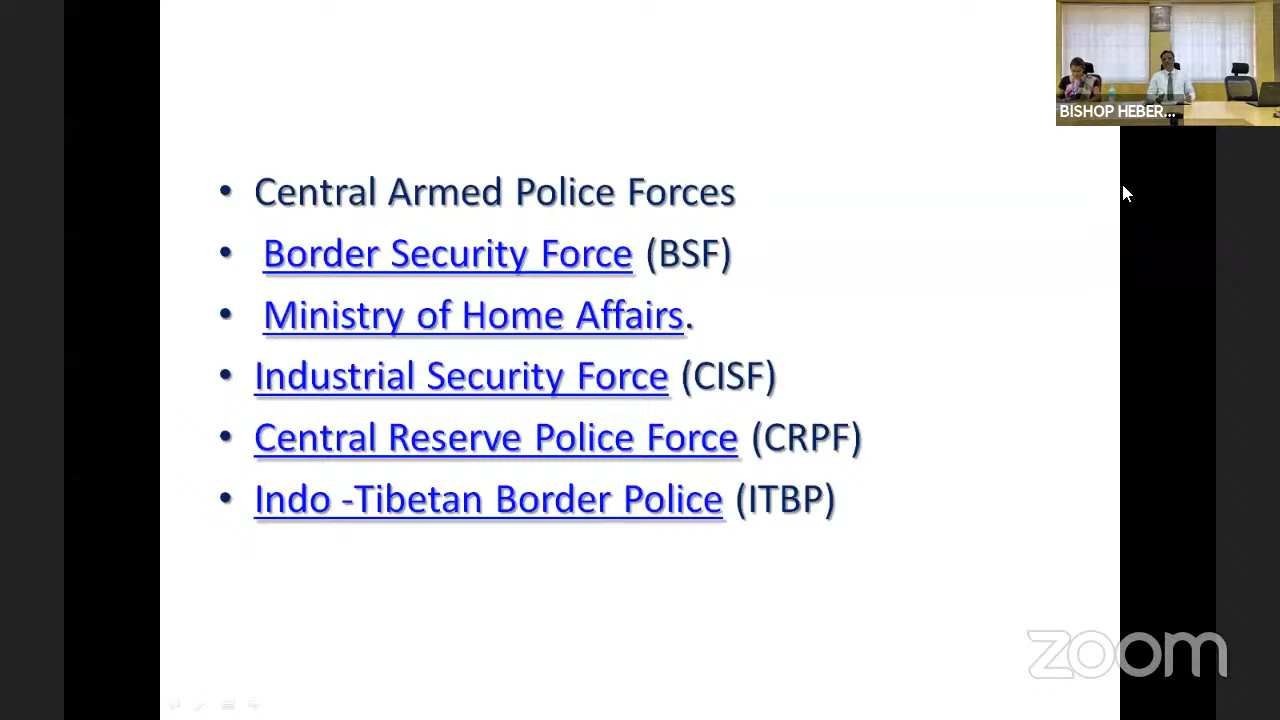 BISHOP HEBER...
• Central Armed Police Forces
• Border Security Force (BSF)
• Ministry of Home Affairs.
• Industrial Security Force (CISF)
• Central Reserve Police Force (CRPF)
• Indo -Tibetan Border Police (ITBP)
zoom